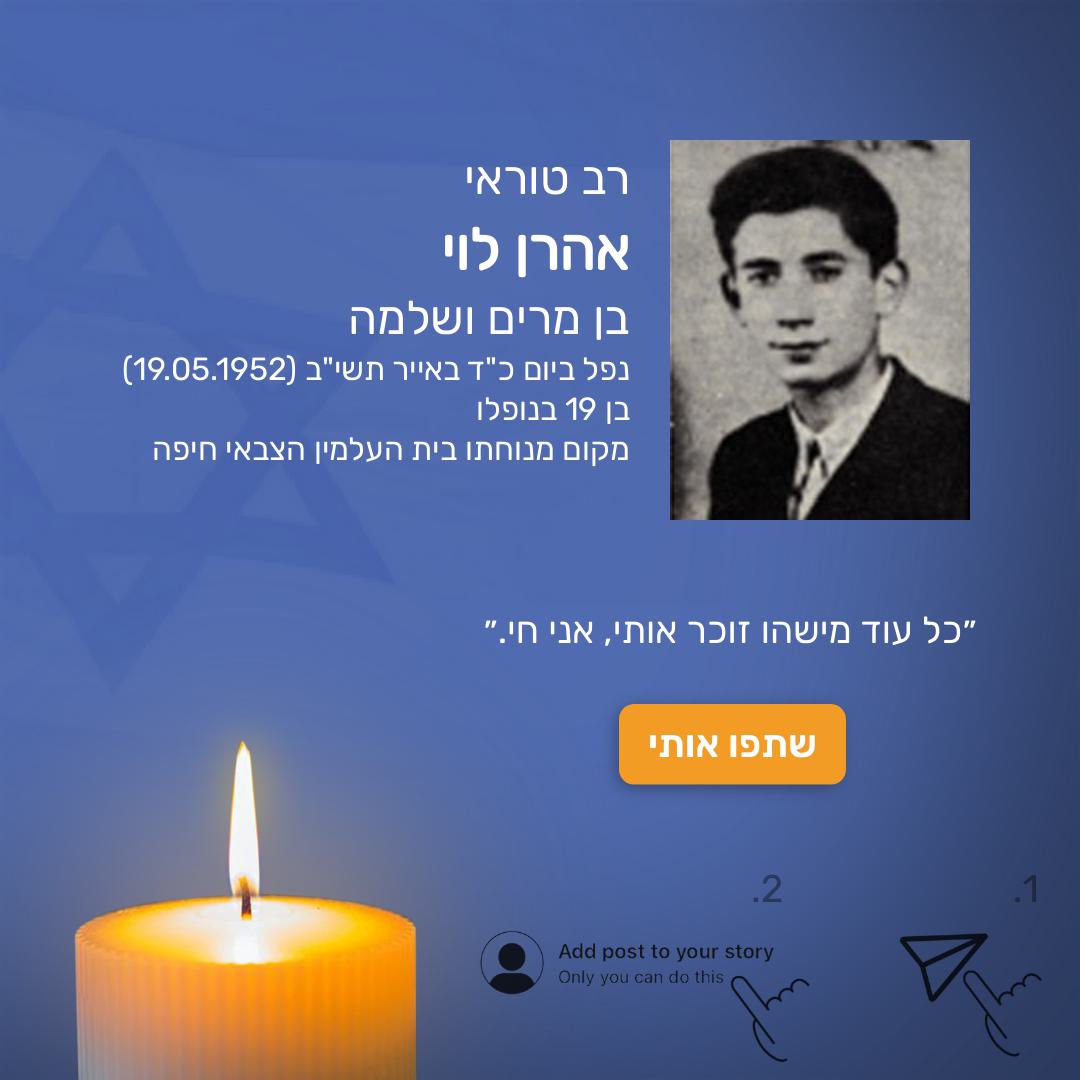 רב טוראי
אהרן לוי
בן מרים ושלמה
נפל ביום כ"ד באייר תשי"ב (19.05.1952)
בן 19 בנופלו
מקום מנוחתו בית העלמין הצבאי חיפה
״כל עוד מישהו זוכר אותי, אני חי.״
שתפו אותי
1.
2.
Add post to your story
Only you can do this